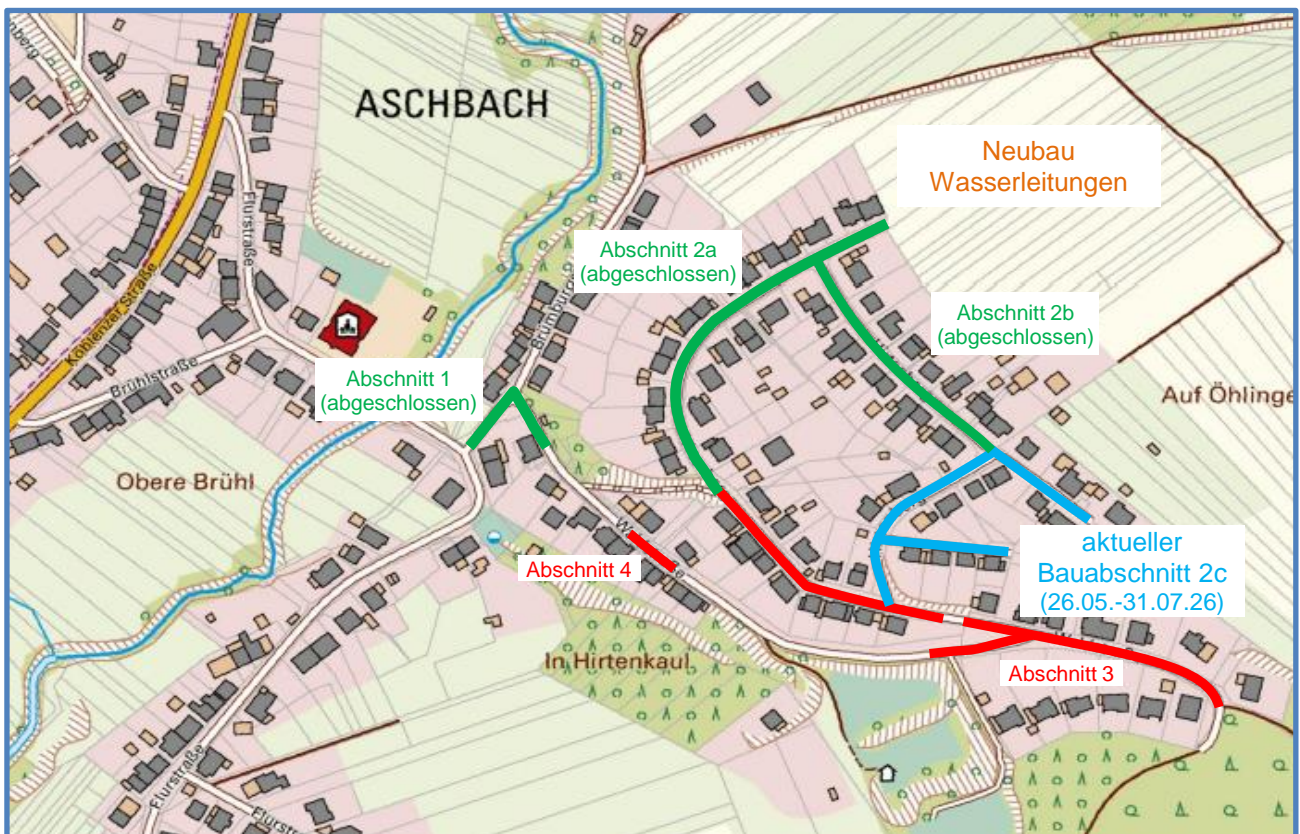 ASCHBACH
Neubau
Wasserleitungen
Abschnitt 2a
(abgeschlossen)
Abschnitt 2b
(abgeschlossen)
Abschnitt 1
(abgeschlossen)
Auf Öhlinge
Flurstraße
Koblenzer Straße
Brühlstraße
Obere Brühl
Abschnitt 4
aktueller
Bauabschnitt 2c
(26.05.-31.07.26)
In Hirtenkaul
Abschnitt 3
Flurstraße